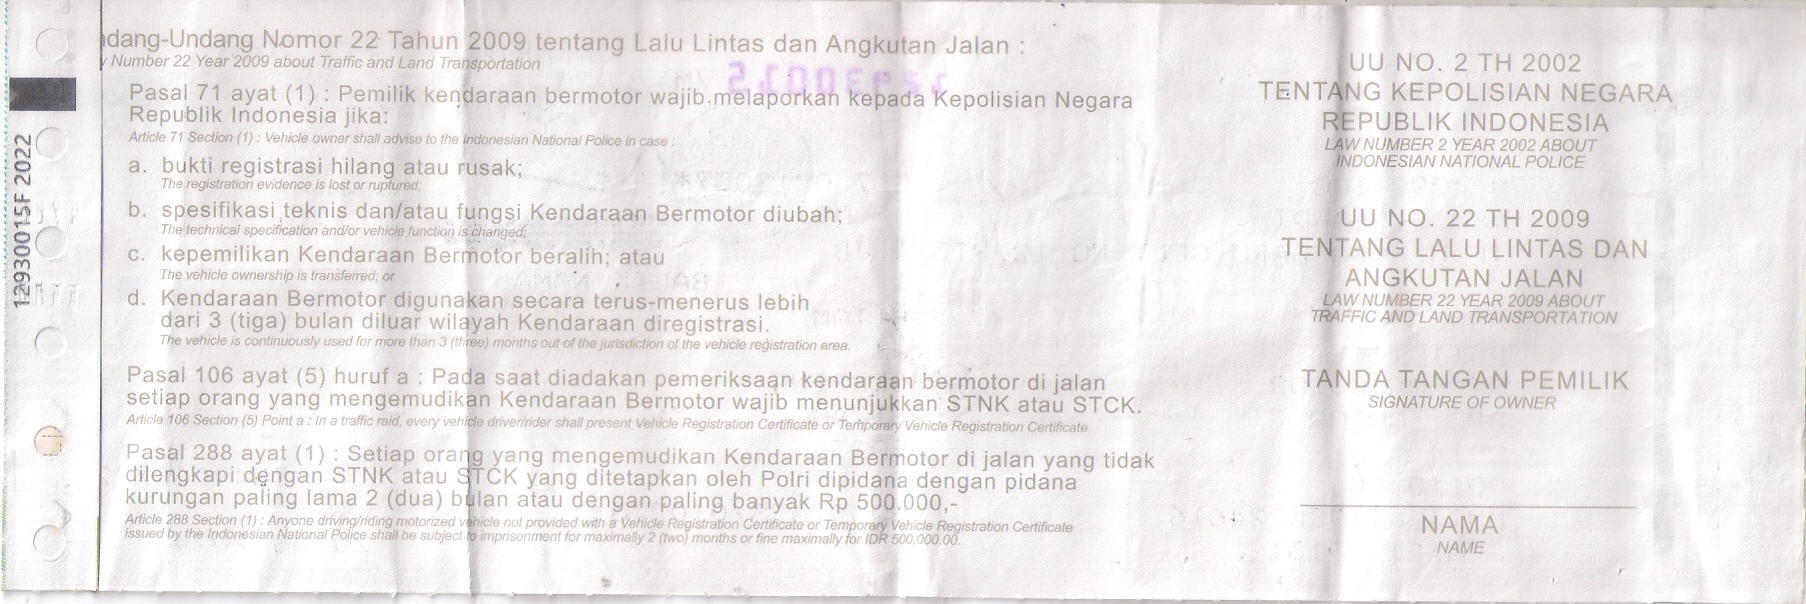 12930015F 2022
dang-Undang Nomor 22 Tahun 2009 tentang Lalu Lintas dan Angkutan Jalan :
Number 22 Year 2009 about Traffic and Land Transportation
Pasal 71 ayat (1) : Pemilik kendaraan bermotor wajib melaporkan kepada Kepolisian Negara
Republik Indonesia jika:
Article 71 Section (1) : Vehicle owner shall advise to the Indonesian National Police in case :
a. bukti registrasi hilang atau rusak;
The registration evidence is lost or ruptured;
b. spesifikasi teknis dan/atau fungsi Kendaraan Bermotor diubah;
The technical specification and/or vehicle function is changed;
c. kepemilikan Kendaraan Bermotor beralih; atau
The vehicle ownership is transferred; or
d. Kendaraan Bermotor digunakan secara terus-menerus lebih
dari 3 (tiga) bulan diluar wilayah Kendaraan diregistrasi.
The vehicle is continuously used for more than 3 (three) months out of the jurisdiction of the vehicle registration area.
Pasal 106 ayat (5) huruf a : Pada saat diadakan pemeriksaan kendaraan bermotor di jalan
setiap orang yang mengemudikan Kendaraan Bermotor wajib menunjukkan STNK atau STCK.
Article 106 Section (5) Point a : In a traffic raid, every vehicle driver/rider shall present Vehicle Registration Certificate or Temporary Vehicle Registration Certificate
Pasal 288 ayat (1) : Setiap orang yang mengemudikan Kendaraan Bermotor di jalan yang tidak
dilengkapi dengan STNK atau STCK yang ditetapkan oleh Polri dipidana dengan pidana
kurungan paling lama 2 (dua) bulan atau dengan paling banyak Rp 500.000,-
Article 288 Section (1) : Anyone driving/riding motorized vehicle not provided with a Vehicle Registration Certificate or Temporary Vehicle Registration Certificate
issued by the Indonesian National Police shall be subject to imprisonment for maximally 2 (two) months or fine maximally for IDR 500.000.00.
UU NO. 2 TH 2002
TENTANG KEPOLISIAN NEGARA
REPUBLIK INDONESIA
LAW NUMBER 2 YEAR 2002 ABOUT
INDONESIAN NATIONAL POLICE
UU NO. 22 TH 2009
TENTANG LALU LINTAS DAN
ANGKUTAN JALAN
LAW NUMBER 22 YEAR 2009 ABOUT
TRAFFIC AND LAND TRANSPORTATION
TANDA TANGAN PEMILIK
SIGNATURE OF OWNER
NAMA
NAME